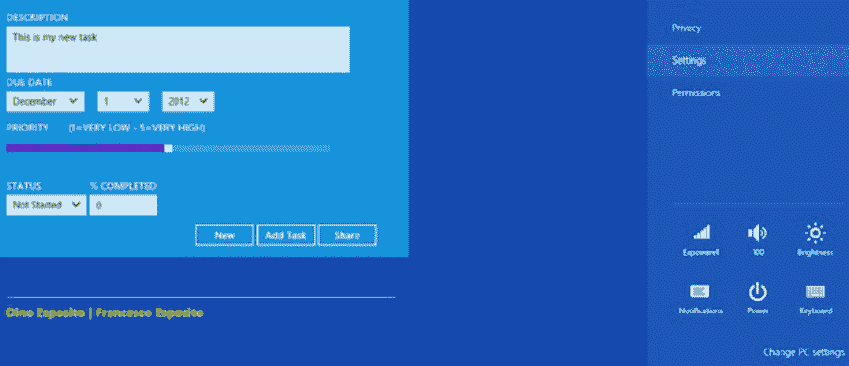 DESCRIPTION
This is my new task
DUE DATE
December 1 2012
PRIORITY (1=VERY LOW - 5=VERY HIGH)
STATUS % COMPLETED
Not Started 0
New Add Task Share
Dino Esposito | Francesco Esposito
Privacy
Settings
Permissions
100 Brightness
Notifications Power Keyboard
Change PC settings